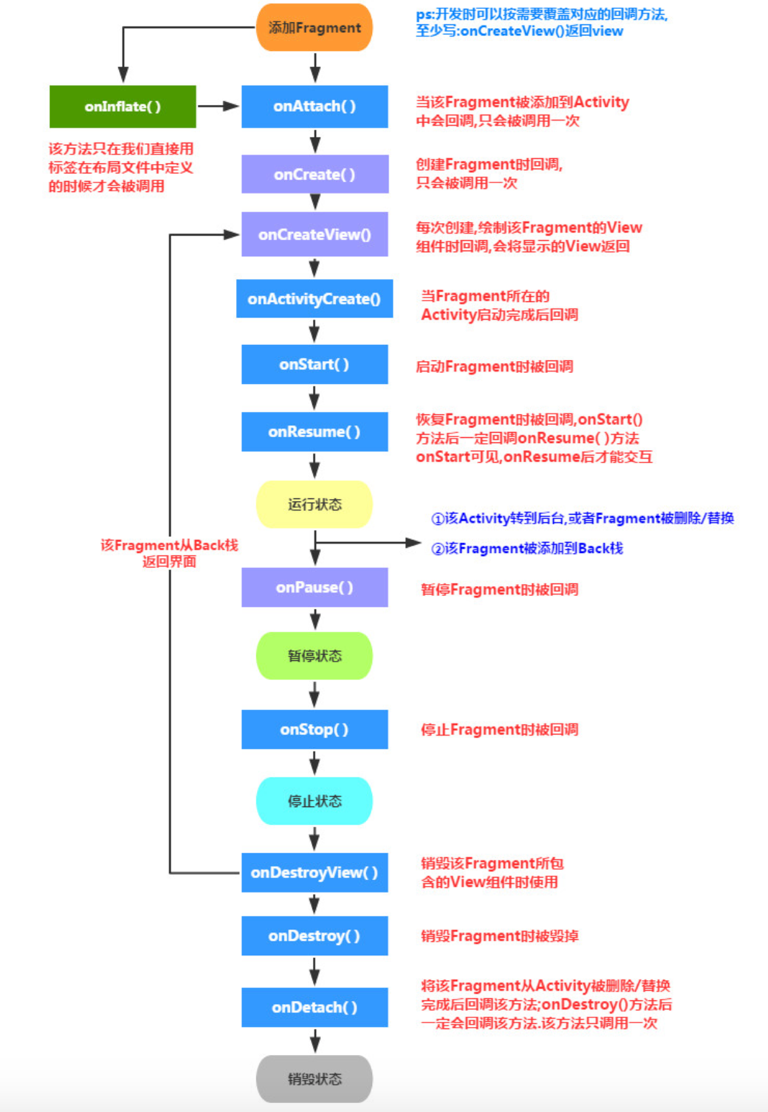 添加Fragment
ps:开发时可以按需要覆盖对应的回调方法,
至少写:onCreateView()返回view
onInflate( )
该方法只在我们直接用
标签在布局文件中定义
的时候才会被调用
onAttach( )
当该Fragment被添加到Activity
中会回调,只会被调用一次
onCreate( )
创建Fragment时回调,
只会被调用一次
onCreateView()
每次创建,绘制该Fragment的View
组件时回调,会将显示的View返回
onActivityCreate()
当Fragment所在的
Activity启动完成后回调
onStart( )
启动Fragment时被回调
onResume( )
恢复Fragment时被回调,onStart()
方法后一定回调onResume( )方法
onStart可见,onResume后才能交互
运行状态
①该Activity转到后台,或者Fragment被删除/替换
②该Fragment被添加到Back栈
该Fragment从Back栈
返回界面
onPause( )
暂停Fragment时被回调
暂停状态
onStop( )
停止Fragment时被回调
停止状态
onDestroyView( )
销毁该Fragment所包
含的View组件时使用
onDestroy( )
销毁Fragment时被毁掉
onDetach( )
将该Fragment从Activity被删除/替换
完成后回调该方法;onDestroy()方法后
一定会回调该方法.该方法只调用一次
销毁状态